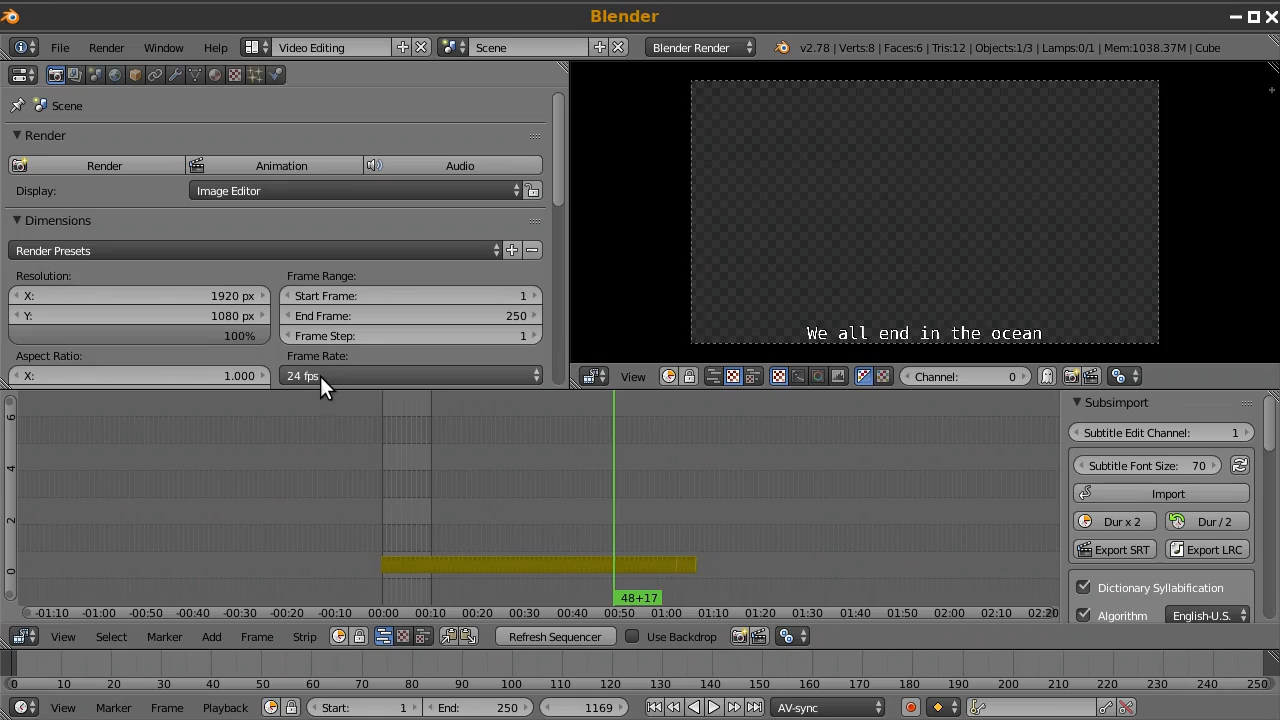 Blender
File Render Window Help Video Editing Scene Blender Render v2.78 | Verts:8 | Faces:6 | Tris:12 | Objects:1/3 | Lamps:0/1 | Mem:1038.37M | Cube
Scene
Render
Render Animation Audio
Display: Image Editor
Dimensions
Render Presets
Resolution: Frame Range:
X: 1920 px Start Frame: 1
Y: 1080 px End Frame: 250
100% Frame Step: 1
Aspect Ratio: Frame Rate:
X: 1.000 24 fps
We all end in the ocean
View Channel: 0
6
4
2
0
48+17
-01:10 -01:00 -00:50 -00:40 -00:30 -00:20 -00:10 00:00 00:10 00:20 00:30 00:40 00:50 01:00 01:10 01:20 01:30 01:40 01:50 02:00 02:10 02:20
Subsimport
Subtitle Edit Channel: 1
Subtitle Font Size: 70
Import
Dur x 2 Dur / 2
Export SRT Export LRC
Dictionary Syllabification
Algorithm English-U.S.
View Select Marker Add Frame Strip Refresh Sequencer Use Backdrop
0 10 20 30 40 50 60 70 80 90 100 110 120 130 140 150 160 170 180 190 200 210 220 230 240 250
View Marker Frame Playback Start: 1 End: 250 1169 AV-sync